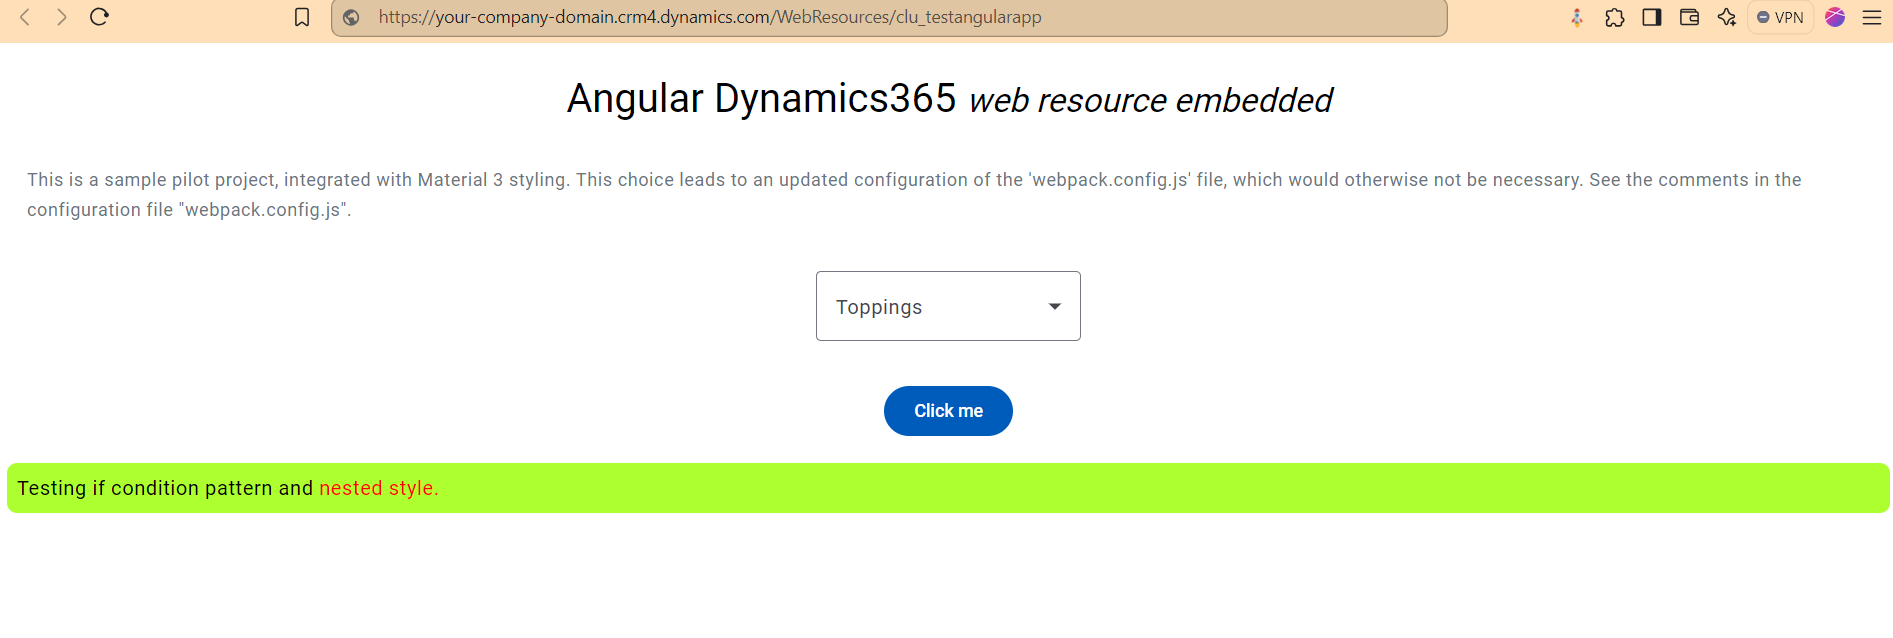 https://your-company-domain.crm4.dynamics.com/WebResources/clu_testangularapp
VPN
Angular Dynamics365 web resource embedded
This is a sample pilot project, integrated with Material 3 styling. This choice leads to an updated configuration of the 'webpack.config.js' file, which would otherwise not be necessary. See the comments in the
configuration file "webpack.config.js".
Toppings
Click me
Testing if condition pattern and nested style.